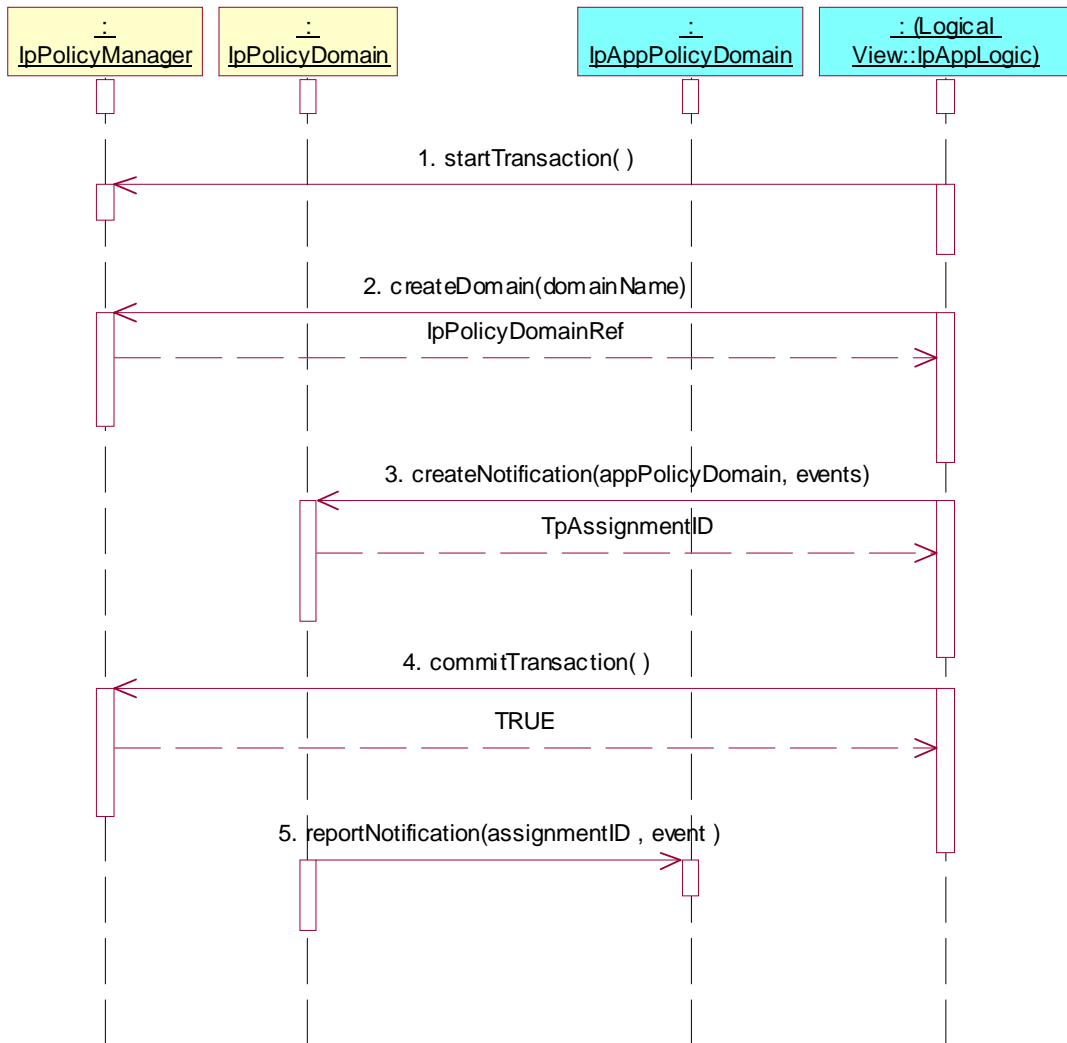 :
IpPolicyManager
:
IpPolicyDomain
:
IpAppPolicyDomain
: (Logical
View::IpAppLogic)
1. startTransaction( )
2. createDomain(domainName)
IpPolicyDomainRef
3. createNotification(appPolicyDomain, events)
TpAssignmentID
4. commitTransaction( )
TRUE
5. reportNotification(assignmentID , event )